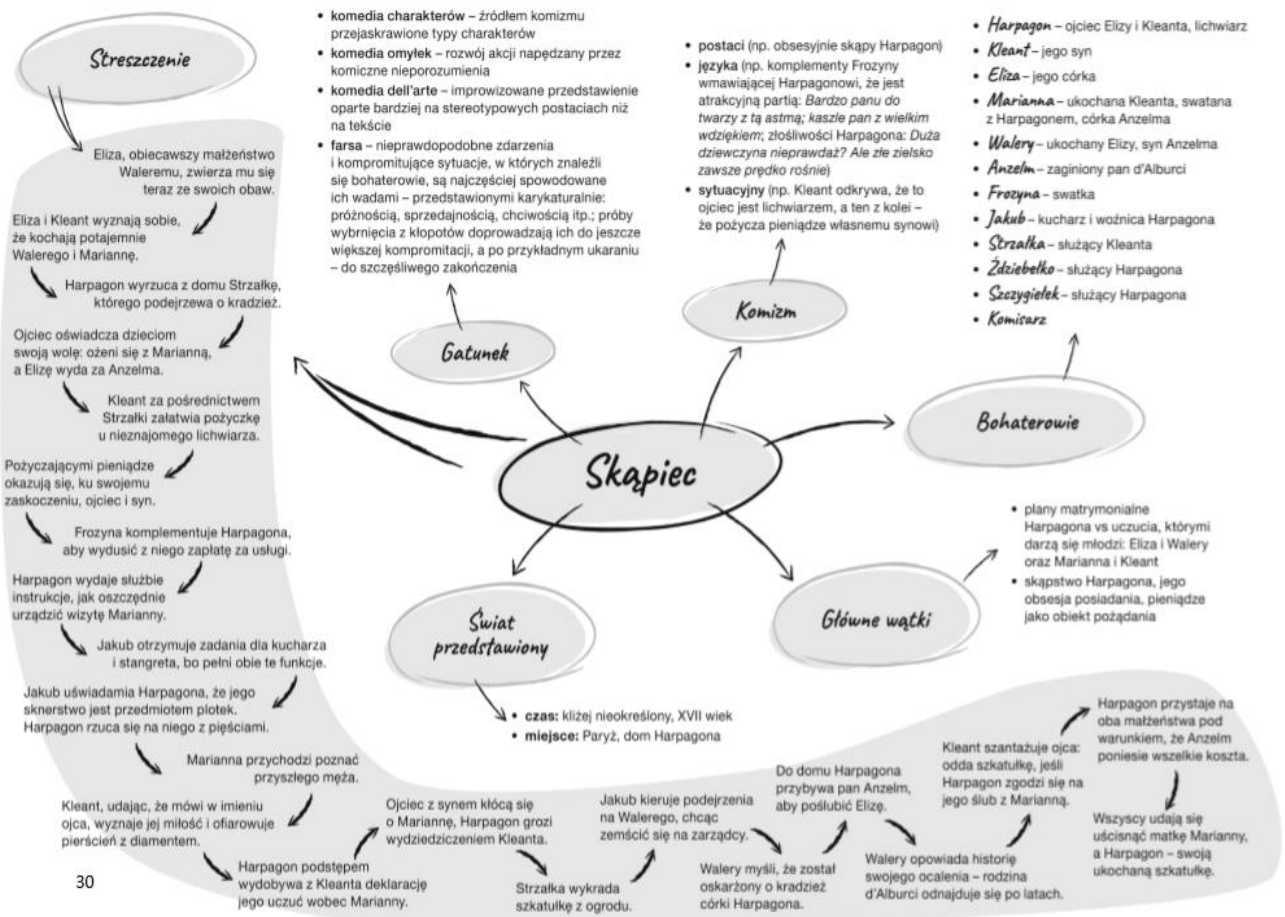 Streszczenie
Eliza, obiecawszy małżeństwo
Waleremu, zwierza mu się
teraz ze swoich obaw.
Eliza i Kleant wyznają sobie,
że kochają potajemnie
Walerego i Mariannę.
Harpagon wyrzuca z domu Strzałkę,
którego podejrzewa o kradzież.
Ojciec oświadcza dzieciom
swoją wolę: ożeni się z Marianną,
a Elizę wyda za Anzelma.
Kleant za pośrednictwem
Strzałki załatwia pożyczkę
u nieznajomego lichwiarza.
Pożyczającymi pieniądze
okazują się, ku swojemu
zaskoczeniu, ojciec i syn.
Frozyna komplementuje Harpagona,
aby wydusić z niego zapłatę za usługi.
Harpagon wydaje służbie
instrukcje, jak oszczędnie
urządzić wizytę Marianny.
Jakub otrzymuje zadania dla kucharza
i stangreta, bo pełni obie te funkcje.
Jakub uświadamia Harpagona, że jego
sknerstwo jest przedmiotem plotek.
Harpagon rzuca się na niego z pięściami.
Marianna przychodzi poznać
przyszłego męża.
Kleant, udając, że mówi w imieniu
ojca, wyznaje jej miłość i ofiarowuje
pierścień z diamentem.
Harpagon podstępem
wydobywa z Kleanta deklarację
jego uczuć wobec Marianny.
Ojciec z synem kłócą się
o Mariannę, Harpagon grozi
wydziedziczeniem Kleanta.
Strzałka wykrada
szkatułkę z ogrodu.
Jakub kieruje podejrzenia
na Walerego, chcąc
zemścić się na zarządcy.
Walery myśli, że został
oskarżony o kradzież
córki Harpagona.
Do domu Harpagona
przybywa pan Anzelm,
aby poślubić Elizę.
Walery opowiada historię
swojego ocalenia – rodzina
d'Alburci odnajduje się po latach.
Kleant szantażuje ojca:
odda szkatułkę, jeśli
Harpagon zgodzi się na
jego ślub z Marianną.
Harpagon przystaje na
oba małżeństwa pod
warunkiem, że Anzelm
poniesie wszelkie koszta.
Wszyscy udają się
uścisnąć matkę Marianny,
a Harpagon – swoją
ukochaną szkatułkę.
• komedia charakterów – źródłem komizmu
przejaskrawione typy charakterów
• komedia omyłek – rozwój akcji napędzany przez
komiczne nieporozumienia
• komedia dell'arte – improwizowane przedstawienie
oparte bardziej na stereotypowych postaciach niż
na tekście
• farsa – nieprawdopodobne zdarzenia
i kompromitujące sytuacje, w których znaleźli
się bohaterowie, są najczęściej spowodowane
ich wadami – przedstawionymi karykaturalnie:
próżnością, sprzedajnością, chciwością itp.; próby
wybrnięcia z kłopotów doprowadzają ich do jeszcze
większej kompromitacji, a po przykładnym ukaraniu
– do szczęśliwego zakończenia
Gatunek
• postaci (np. obsesyjnie skąpy Harpagon)
• języka (np. komplementy Frozyny
wmawiającej Harpagonowi, że jest
atrakcyjną partią: Bardzo panu do
twarzy z tą astmą; kaszle pan z wielkim
wdziękiem; złośliwości Harpagona: Duża
dziewczyna nieprawdaż? Ale złe zielsko
zawsze prędko rośnie)
• sytuacyjny (np. Kleant odkrywa, że to
ojciec jest lichwiarzem, a ten z kolei –
że pożycza pieniądze własnemu synowi)
Komizm
• Harpagon – ojciec Elizy i Kleanta, lichwiarz
• Kleant – jego syn
• Eliza – jego córka
• Marianna – ukochana Kleanta, swatana
z Harpagonem, córka Anzelma
• Walery – ukochany Elizy, syn Anzelma
• Anzelm – zaginiony pan d'Alburci
• Frozyna – swatka
• Jakub – kucharz i woźnica Harpagona
• Strzałka – służący Kleanta
• Ździebełko – służący Harpagona
• Szczygiełek – służący Harpagona
• Komisarz
Bohaterowie
Skąpiec
Świat
przedstawiony
• czas: kliżej nieokreślony, XVII wiek
• miejsce: Paryż, dom Harpagona
Główne wątki
• plany matrymonialne
Harpagona vs uczucia, którymi
darzą się młodzi: Eliza i Walery
oraz Marianna i Kleant
• skąpstwo Harpagona, jego
obsesja posiadania, pieniądze
jako obiekt pożądania
30